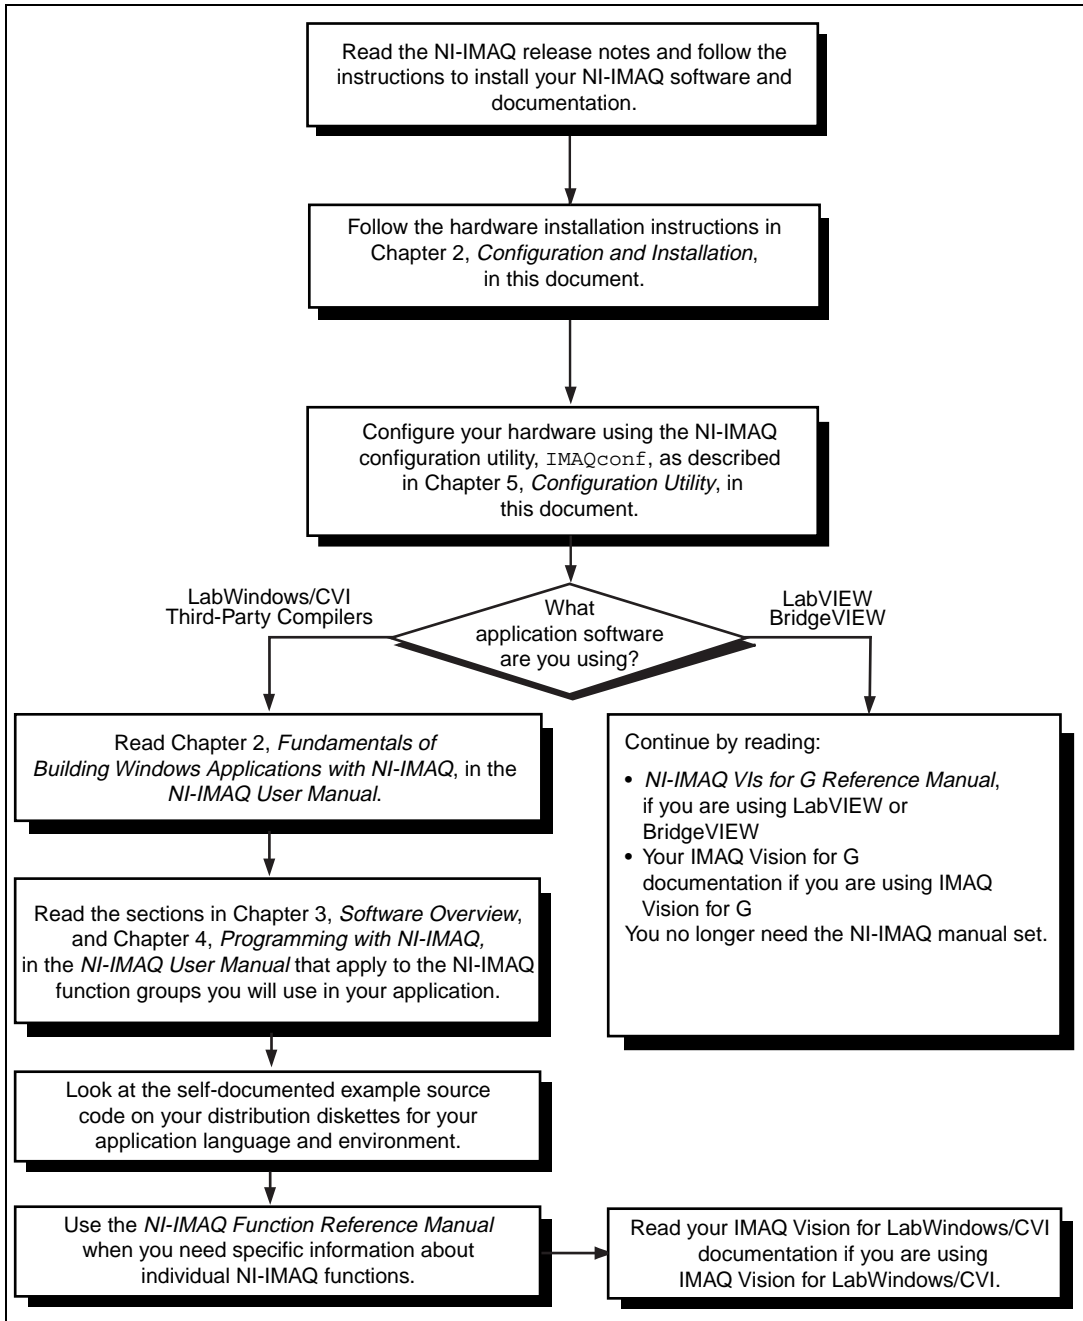 Read the NI-IMAQ release notes and follow the
instructions to install your NI-IMAQ software and
documentation.
Follow the hardware installation instructions in
Chapter 2, Configuration and Installation,
in this document.
Configure your hardware using the NI-IMAQ
configuration utility, IMAQconf, as described
in Chapter 5, Configuration Utility, in
this document.
LabWindows/CVI
Third-Party Compilers
What
application software
are you using?
LabVIEW
BridgeVIEW
Read Chapter 2, Fundamentals of
Building Windows Applications with NI-IMAQ, in the
NI-IMAQ User Manual.
Continue by reading:
• NI-IMAQ VIs for G Reference Manual,
if you are using LabVIEW or
BridgeVIEW
• Your IMAQ Vision for G
documentation if you are using IMAQ
Vision for G
You no longer need the NI-IMAQ manual set.
Read the sections in Chapter 3, Software Overview,
and Chapter 4, Programming with NI-IMAQ,
in the NI-IMAQ User Manual that apply to the NI-IMAQ
function groups you will use in your application.
Look at the self-documented example source
code on your distribution diskettes for your
application language and environment.
Use the NI-IMAQ Function Reference Manual
when you need specific information about
individual NI-IMAQ functions.
Read your IMAQ Vision for LabWindows/CVI
documentation if you are using
IMAQ Vision for LabWindows/CVI.